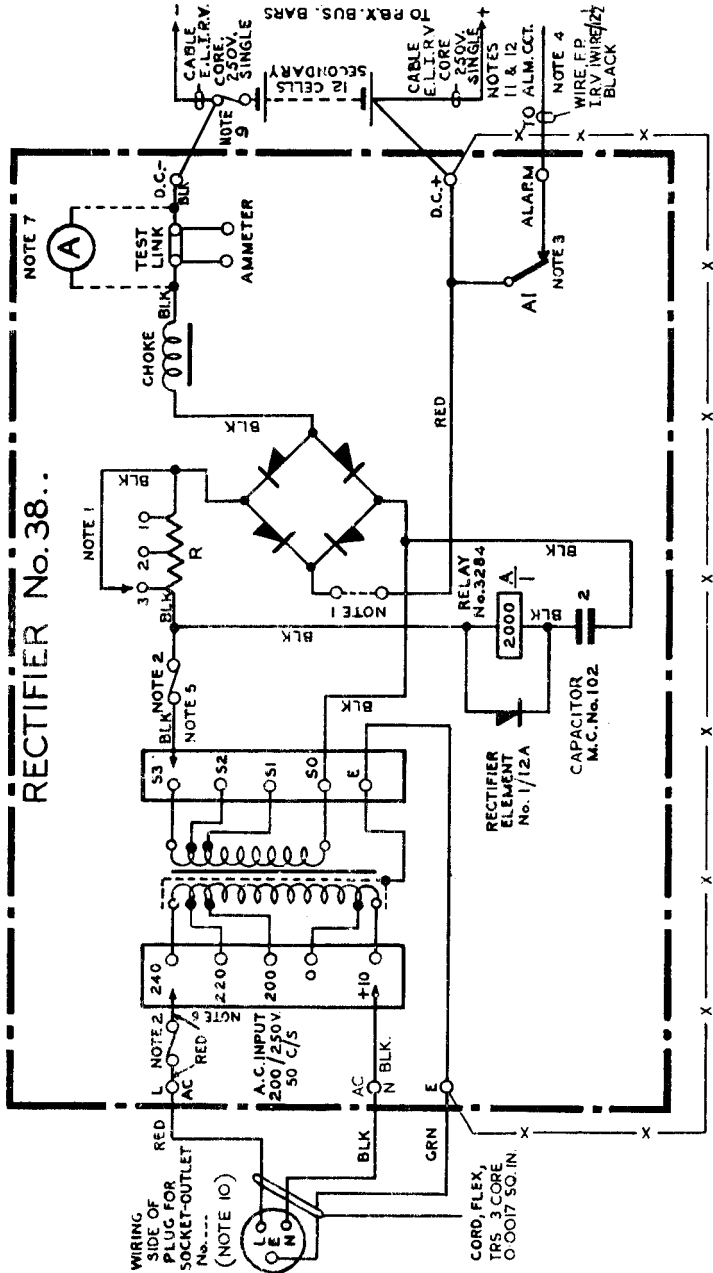 RECTIFIER No.38..
WIRING
SIDE OF
PLUG FOR
SOCKET-OUTLET
No.----
(NOTE 10)
L
E
N
CORD, FLEX,
TRS 3 CORE
0·0017 SQ. IN.
RED
BLK
GRN
L
AC
AC
N
E
NOTE 2
RED
NOTE 6
A.C. INPUT
200/250V.
50 C/S
BLK.
240
220
200
0
+10
S3
S2
S1
S0
E
BLK
NOTE 2
NOTE 5
BLK
3
2
1
R
NOTE 1
BLK
BLK
BLK
BLK
NOTE 1
RELAY
No.3284
2000
A
1
BLK
RECTIFIER
ELEMENT
No. 1/12A
2
CAPACITOR
M.C. No. 102
BLK
CHOKE
BLK
TEST
LINK
AMMETER
NOTE 7
A
BLK
D.C.-
RED
D.C.+
A1
NOTE 3
ALARM
NOTE 9
CABLE
E.L.I.R.V.
CORE,
250V.
SINGLE
-
TO P.B.X. BUS. BARS
12 CELLS
SECONDARY
CABLE
E.L.I.R.V
CORE
250V.
SINGLE
+
NOTES
11 & 12
TO ALM. CCT.
NOTE 4
WIRE, F.P.
I.R.V 1WIRE/12½
BLACK
X
X
X
X
X
X
X
X
X
X
X